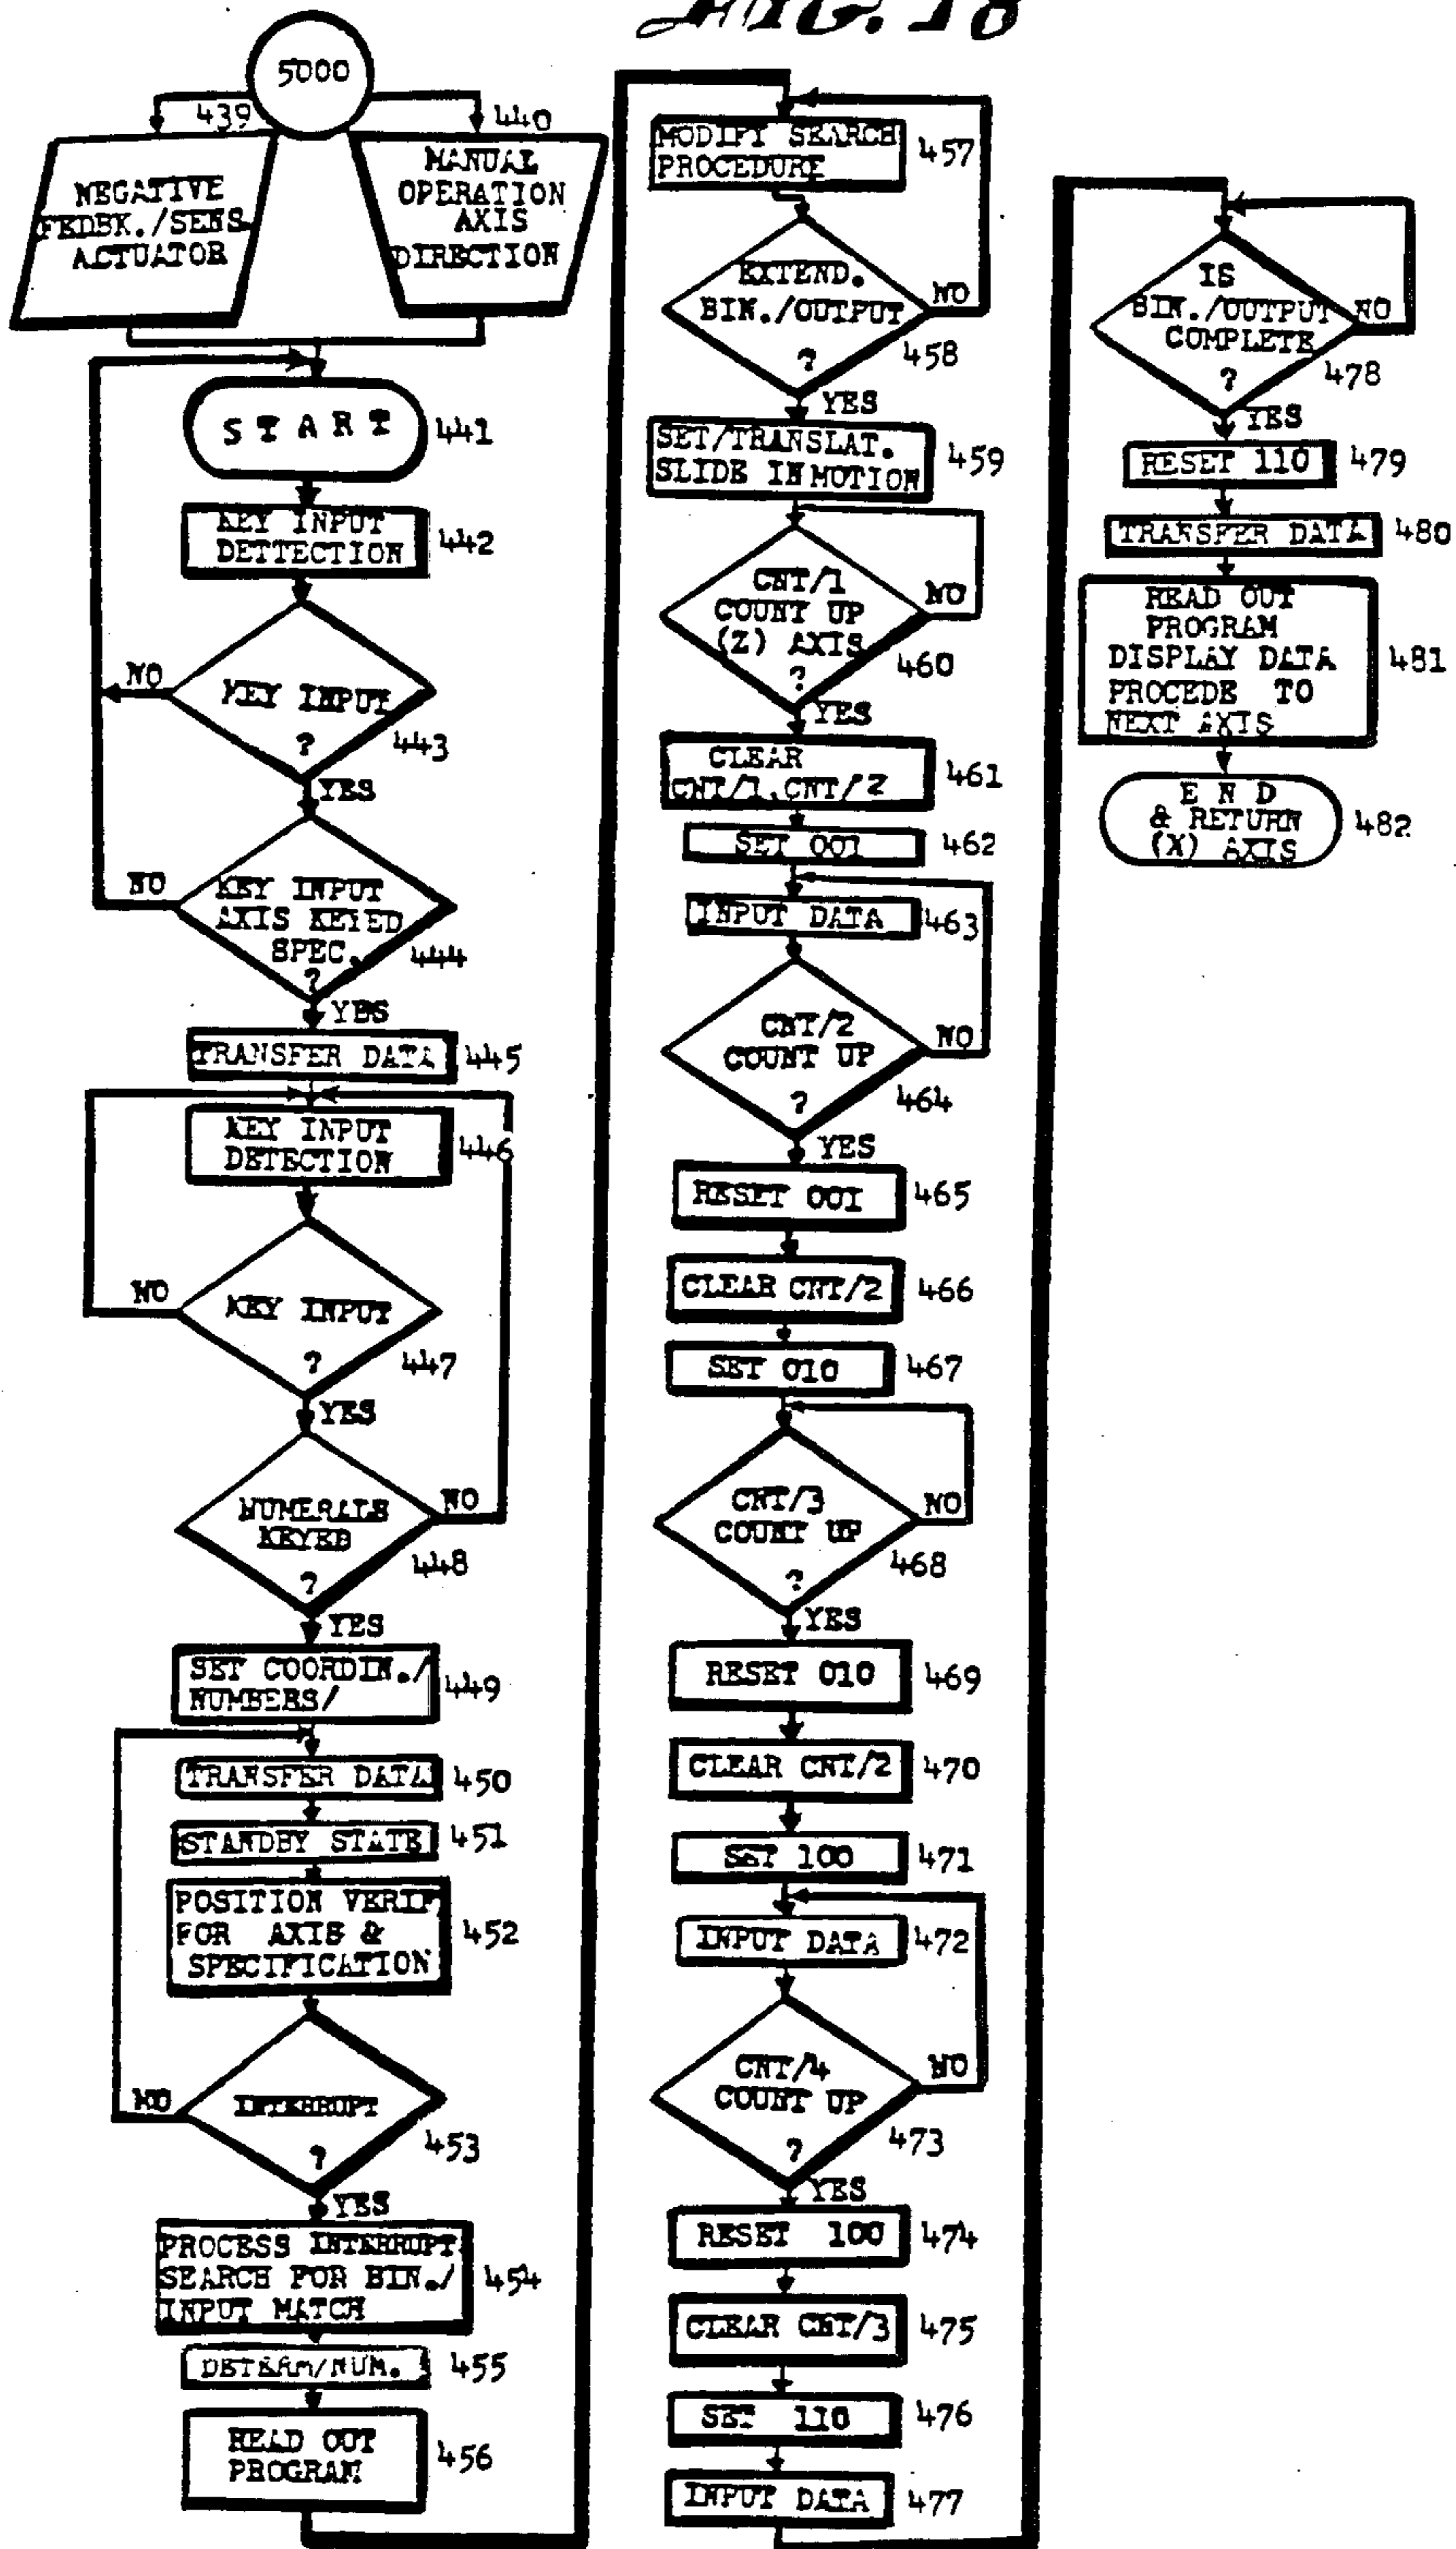 FIG. 18
5000
439
440
NEGATIVE
FEDBK./SENS.
ACTUATOR
MANUAL
OPERATION
AXIS
DIRECTION
START
441
KEY INPUT
DETTECTION
442
NO
KEY INPUT
?
443
YES
NO
KEY INPUT
AXIS KEYED
SPEC.
?
444
YES
TRANSFER DATA
445
KEY INPUT
DETECTION
446
NO
KEY INPUT
?
447
YES
NUMERALS
KEYED
?
NO
448
YES
SET COORDIN./
NUMBERS/
449
TRANSFER DATA
450
STANDBY STATE
451
POSITION VERIF
FOR AXIS &
SPECIFICATION
452
NO
INTERRUPT
?
453
YES
PROCESS INTERRUPT
SEARCH FOR BIN./
INPUT MATCH
454
DETERM/NUM.
455
READ OUT
PROGRAM
456
MODIFY SEARCH
PROCEDURE
457
EXTEND.
BIN./OUTPUT
?
NO
458
YES
SET/TRANSLAT.
SLIDE IN MOTION
459
CNT/1
COUNT UP
(Z) AXIS
?
NO
460
YES
CLEAR
CNT/1.CNT/2
461
SET 001
462
INPUT DATA
463
CNT/2
COUNT UP
?
NO
464
YES
RESET 001
465
CLEAR CNT/2
466
SET 010
467
CNT/3
COUNT UP
?
NO
468
YES
RESET 010
469
CLEAR CNT/2
470
SET 100
471
INPUT DATA
472
CNT/4
COUNT UP
?
NO
473
YES
RESET 100
474
CLEAR CNT/3
475
SET 110
476
INPUT DATA
477
IS
BIN./OUTPUT
COMPLETE
?
NO
478
YES
RESET 110
479
TRANSFER DATA
480
READ OUT
PROGRAM
DISPLAY DATA
PROCEDE TO
NEXT AXIS
481
END
& RETURN
(X) AXIS
482